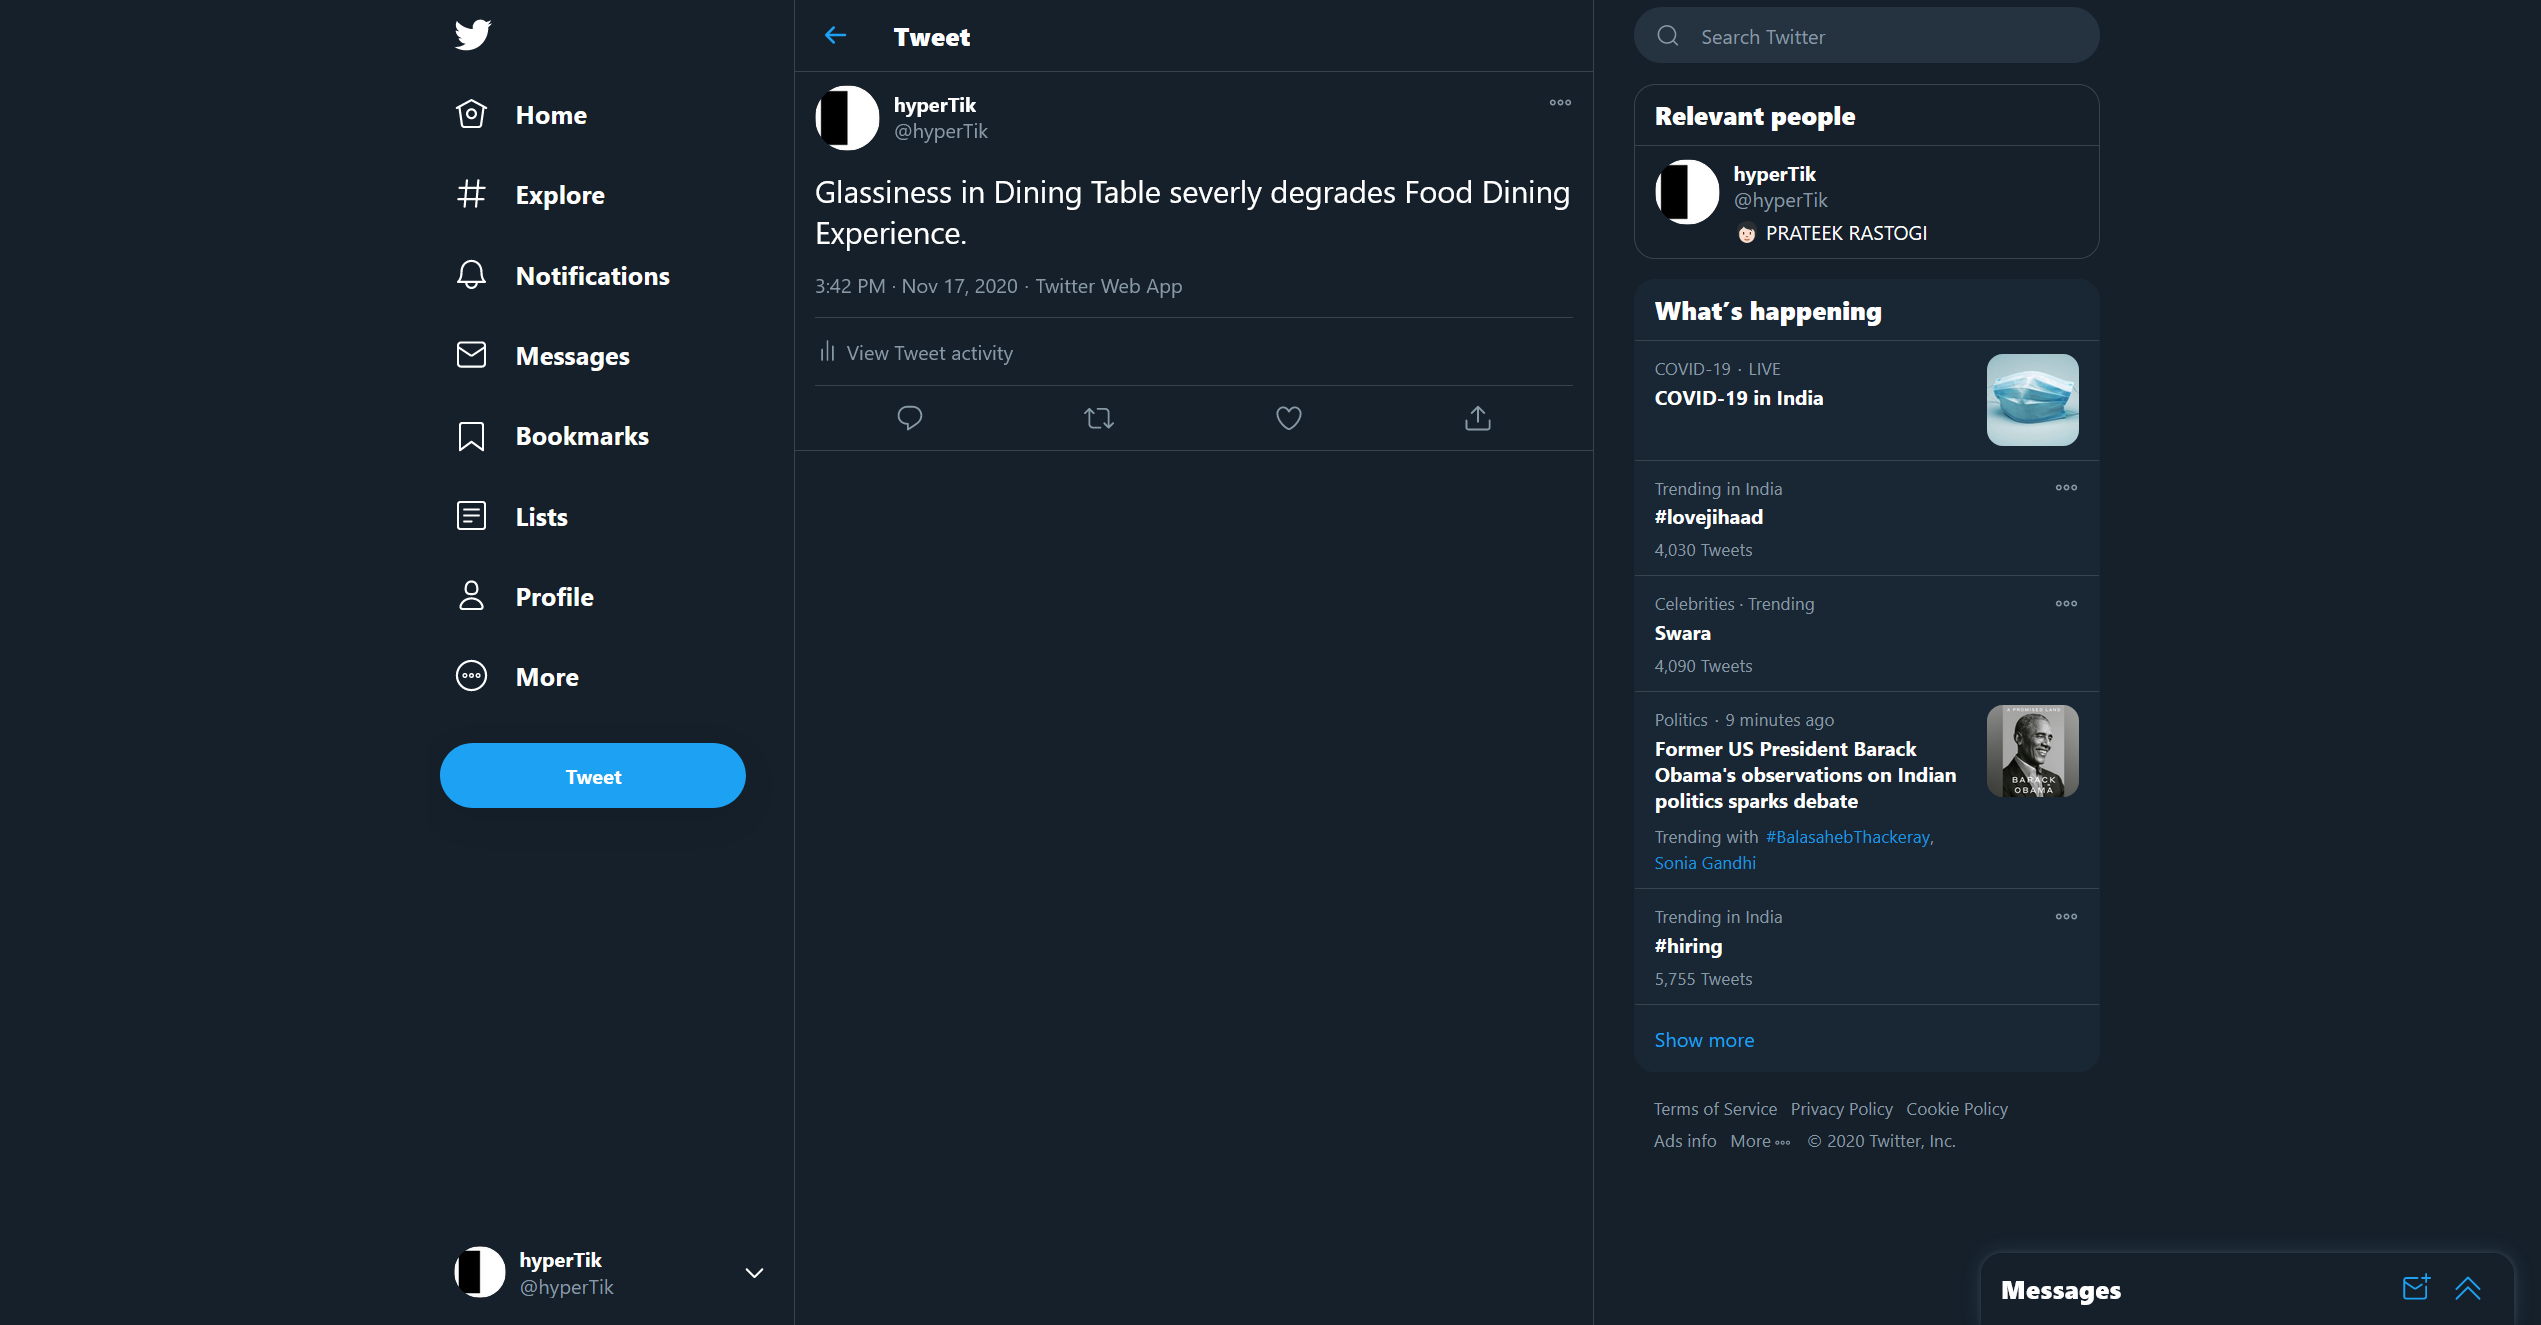 Home
Explore
Notifications
Messages
Bookmarks
Lists
Profile
More
Tweet
hyperTik
@hyperTik
Tweet
hyperTik
@hyperTik
Glassiness in Dining Table severly degrades Food Dining
Experience.
3:42 PM · Nov 17, 2020 · Twitter Web App
View Tweet activity
Search Twitter
Relevant people
hyperTik
@hyperTik
PRATEEK RASTOGI
What's happening
COVID-19 · LIVE
COVID-19 in India
Trending in India
#lovejihaad
4,030 Tweets
Celebrities · Trending
Swara
4,090 Tweets
Politics · 9 minutes ago
Former US President Barack
Obama's observations on Indian
politics sparks debate
Trending with #BalasahebThackeray,
Sonia Gandhi
A PROMISED LAND
BARACK
OBAMA
Trending in India
#hiring
5,755 Tweets
Show more
Terms of Service Privacy Policy Cookie Policy
Ads info More © 2020 Twitter, Inc.
Messages